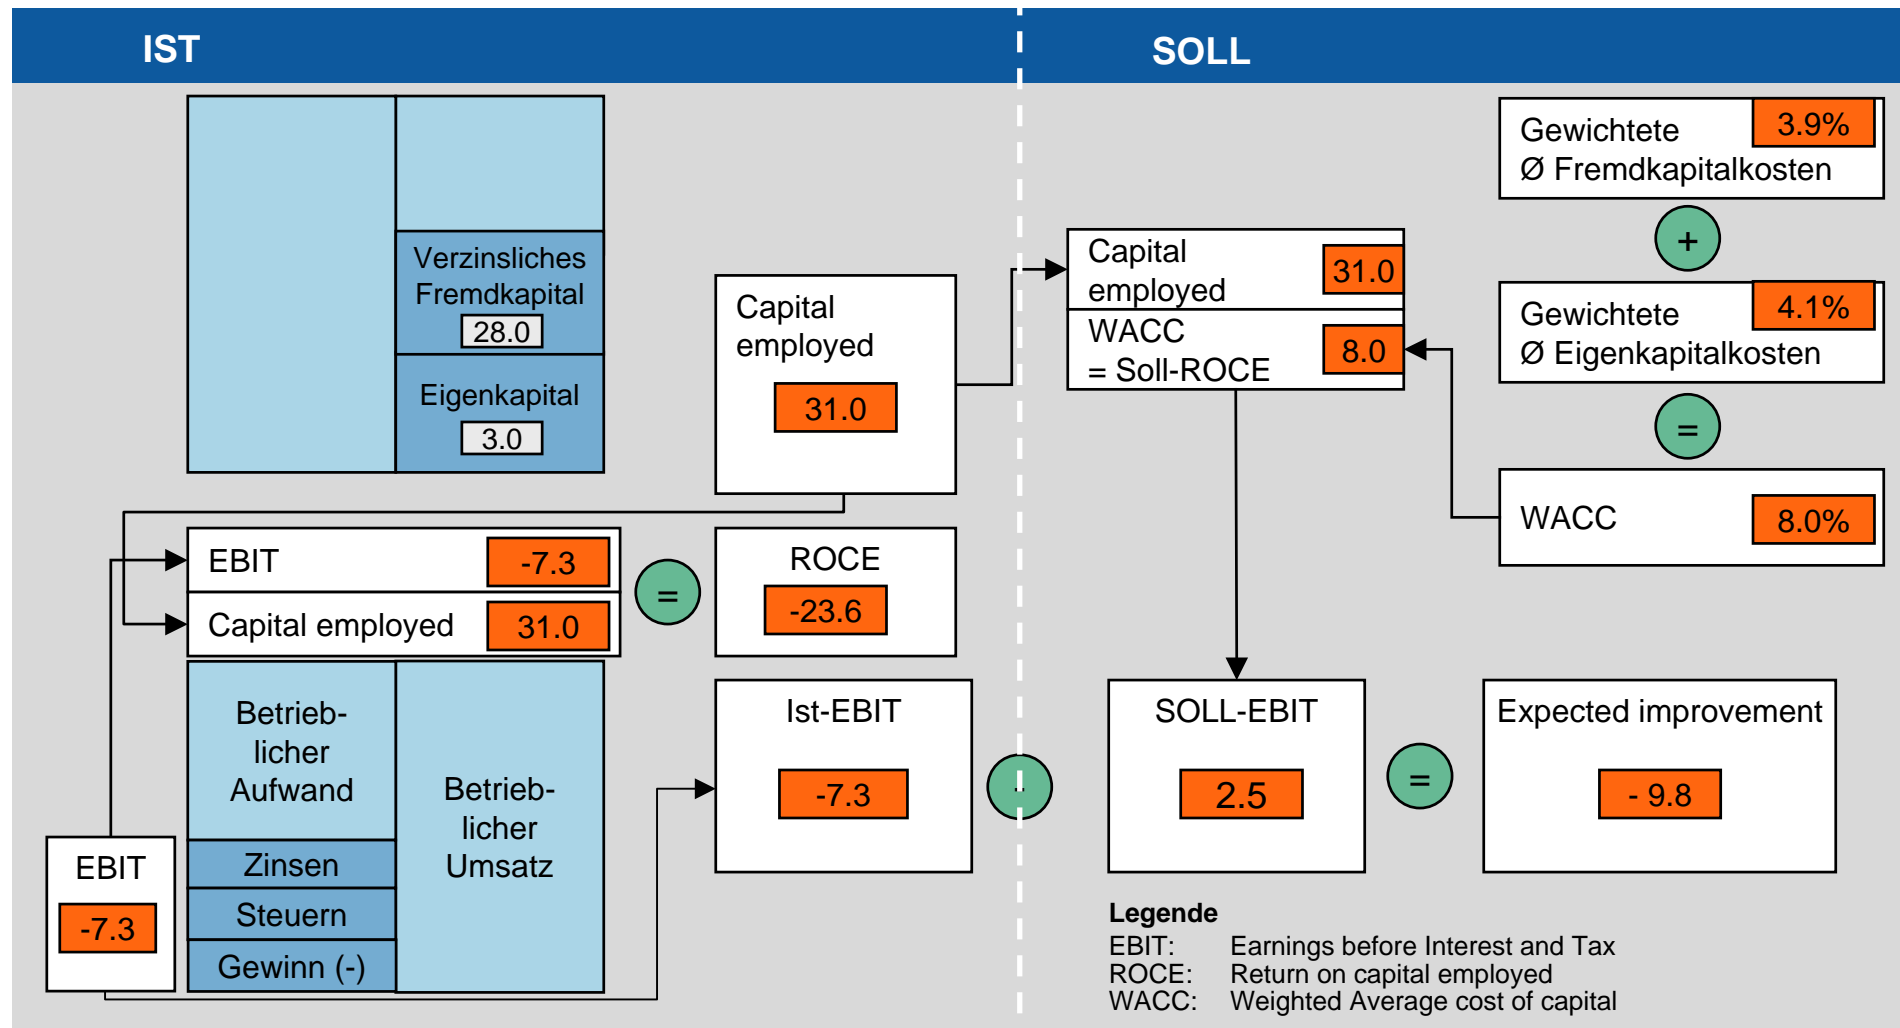 IST
SOLL
Verzinsliches
Fremdkapital
28.0
Eigenkapital
3.0
Capital
employed
31.0
Capital
employed
31.0
WACC
= Soll-ROCE
8.0
Gewichtete
Ø Fremdkapitalkosten
3.9%
+
Gewichtete
Ø Eigenkapitalkosten
4.1%
=
WACC
8.0%
EBIT
-7.3
Capital employed
31.0
=
ROCE
-23.6
Betrieb-
licher
Aufwand
Zinsen
Steuern
Gewinn (-)
Betrieb-
licher
Umsatz
EBIT
-7.3
Ist-EBIT
-7.3
-
SOLL-EBIT
2.5
=
Expected improvement
- 9.8
Legende
EBIT: Earnings before Interest and Tax
ROCE: Return on capital employed
WACC: Weighted Average cost of capital